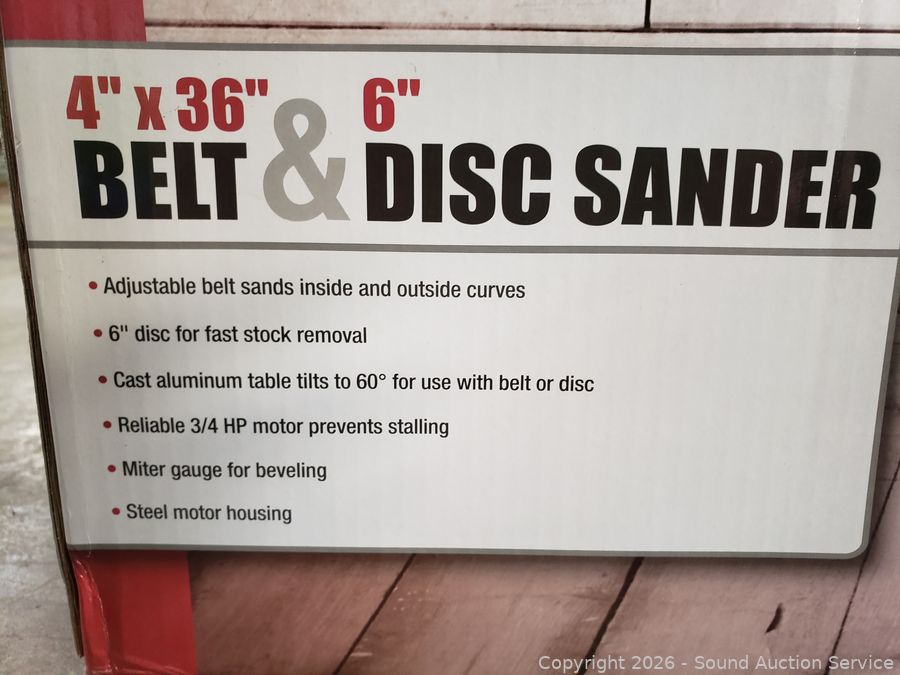 4" x 36" 6"
BELT & DISC SANDER
• Adjustable belt sands inside and outside curves
• 6" disc for fast stock removal
• Cast aluminum table tilts to 60° for use with belt or disc
• Reliable 3/4 HP motor prevents stalling
• Miter gauge for beveling
• Steel motor housing
Copyright 2026 - Sound Auction Service